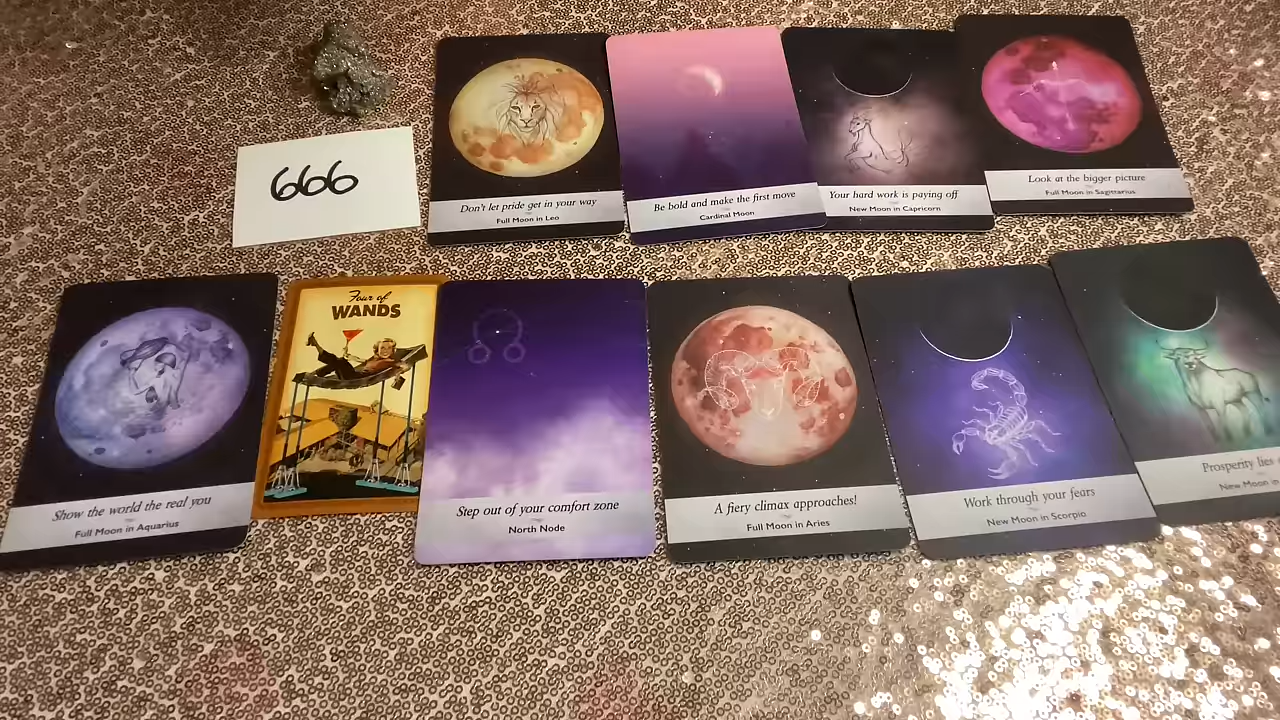 666
Don't let pride get in your way
Full Moon in Leo
Be bold and make the first move
Cardinal Moon
Your hard work is paying off
New Moon in Capricorn
Look at the bigger picture
Full Moon in Sagittarius
Show the world the real you
Full Moon in Aquarius
Four of
WANDS
Step out of your comfort zone
North Node
A fiery climax approaches!
Full Moon in Aries
Work through your fears
New Moon in Scorpio
Prosperity lies
New Moon in